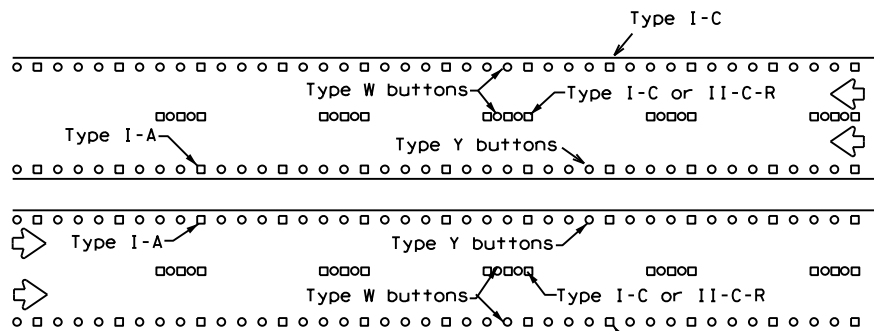 Type I-C
Type W buttons
Type I-C or II-C-R
Type I-A
Type Y buttons
Type I-A
Type Y buttons
Type W buttons
Type I-C or II-C-R